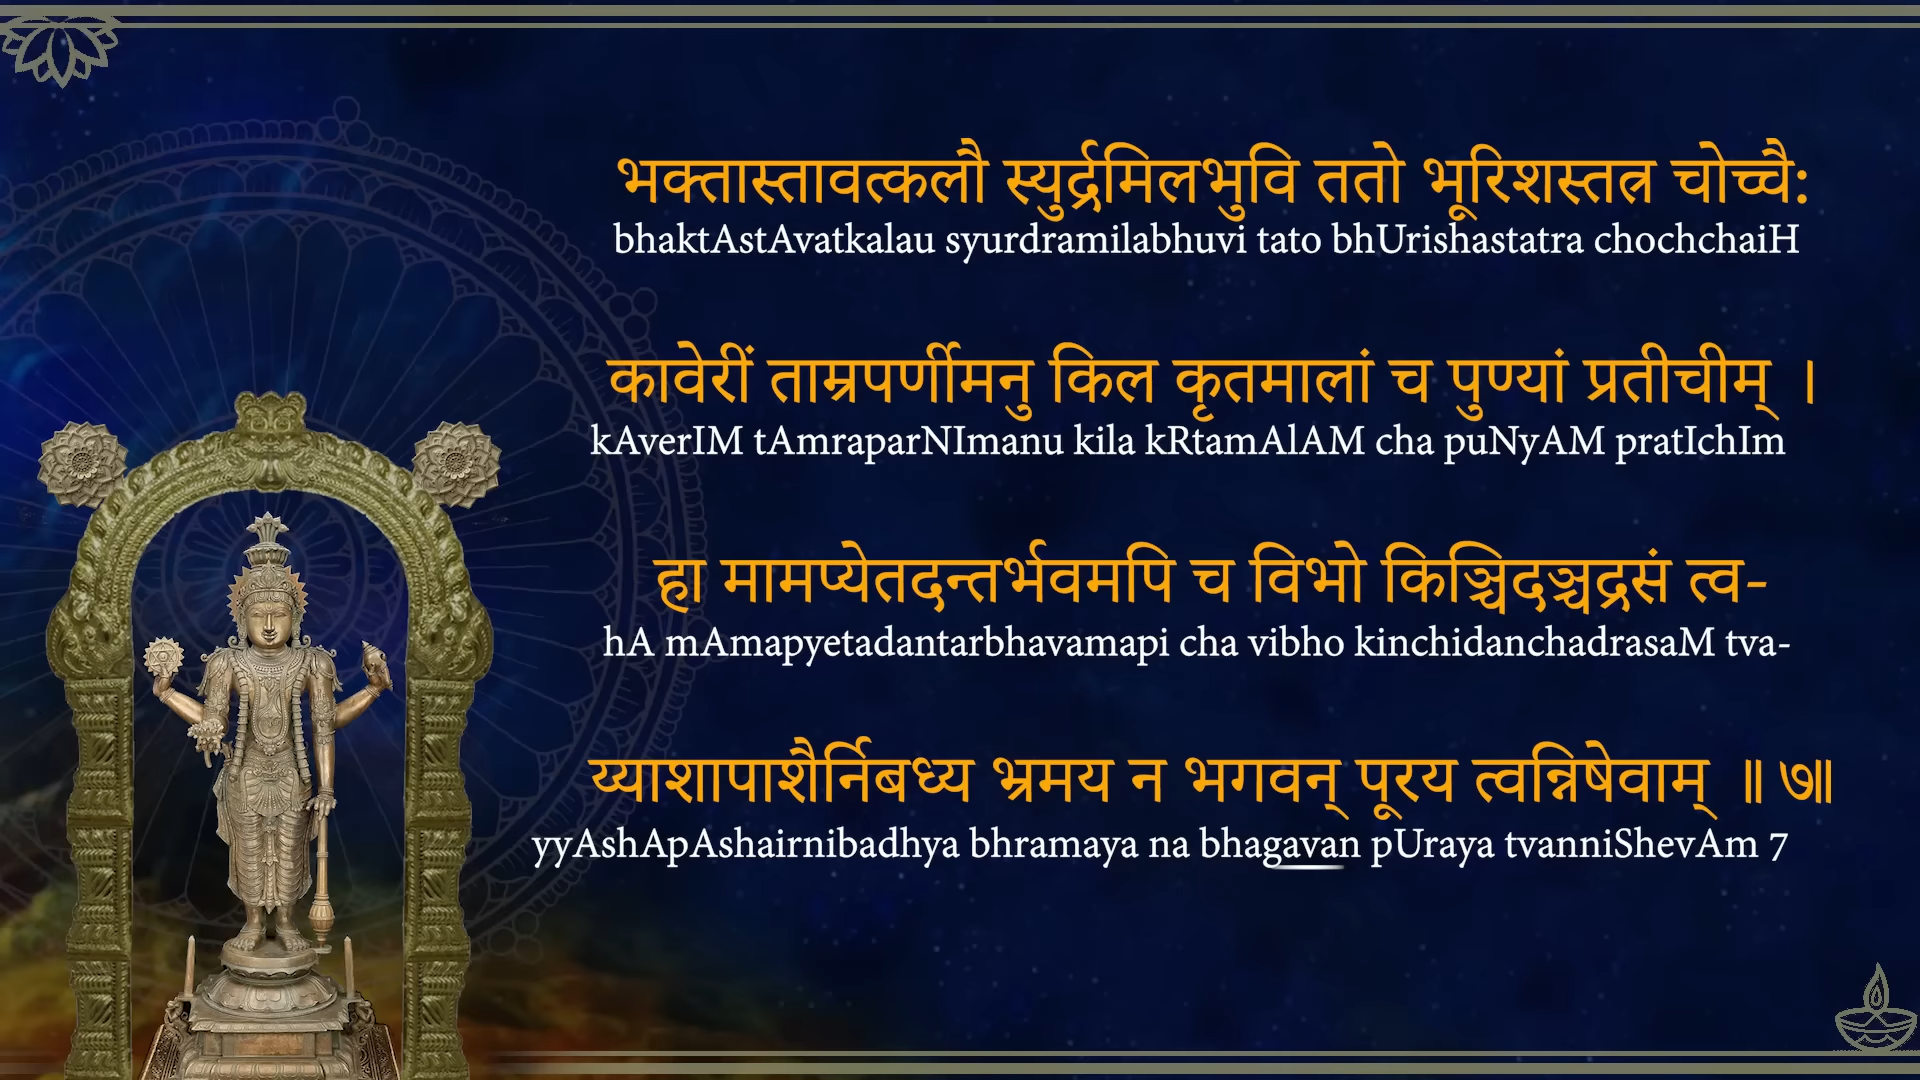 भक्तास्तावत्कलौ स्युर्द्रमिलभुवि ततो भूरिशस्तत्र चोच्चै:
bhaktAstAvatkalau syurdramilabhuvi tato bhUrishastatra chochchaiH
कावेरीं ताम्रपर्णीमनु किल कृतमालां च पुण्यां प्रतीचीम् ।
kAverIM tAmraparNImanu kila kRtamAlAM cha puNyAM pratIchIm
हा मामप्येतदन्तर्भवमपि च विभो किञ्चिदञ्चद्रसं त्व-
hA mAmapyetadantarbhavamapi cha vibho kinchidanchadrasaM tva-
य्याशापाशैर्निबध्य भ्रमय न भगवन् पूरय त्वन्निषेवाम् ॥ ७॥
yyAshApAshairnibadhya bhramaya na bhagavan pUraya tvanniShevAm 7